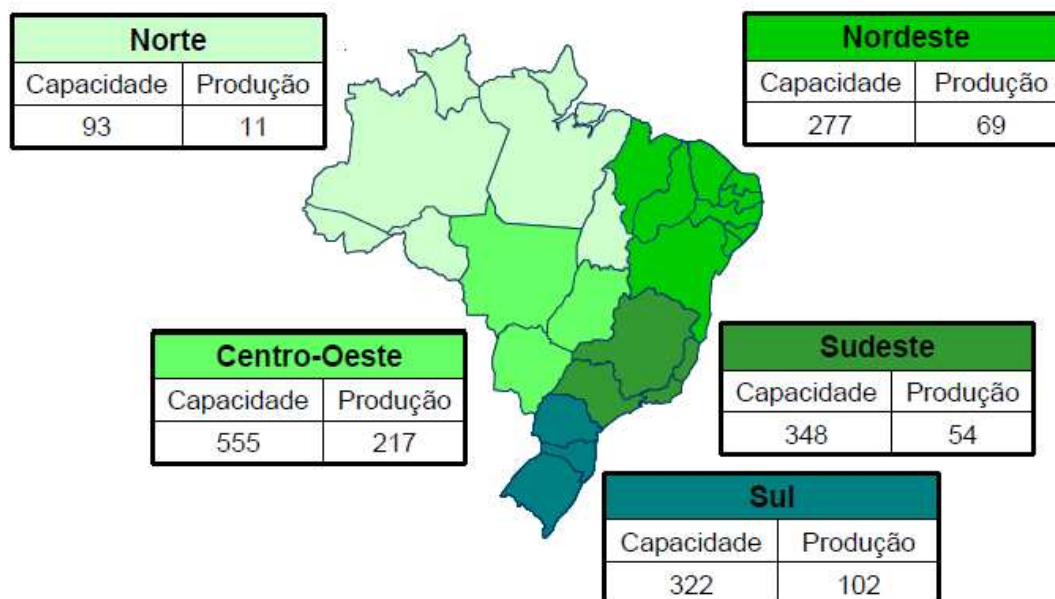 Norte
Capacidade Produção
93 11
Nordeste
Capacidade Produção
277 69
Centro-Oeste
Capacidade Produção
555 217
Sudeste
Capacidade Produção
348 54
Sul
Capacidade Produção
322 102